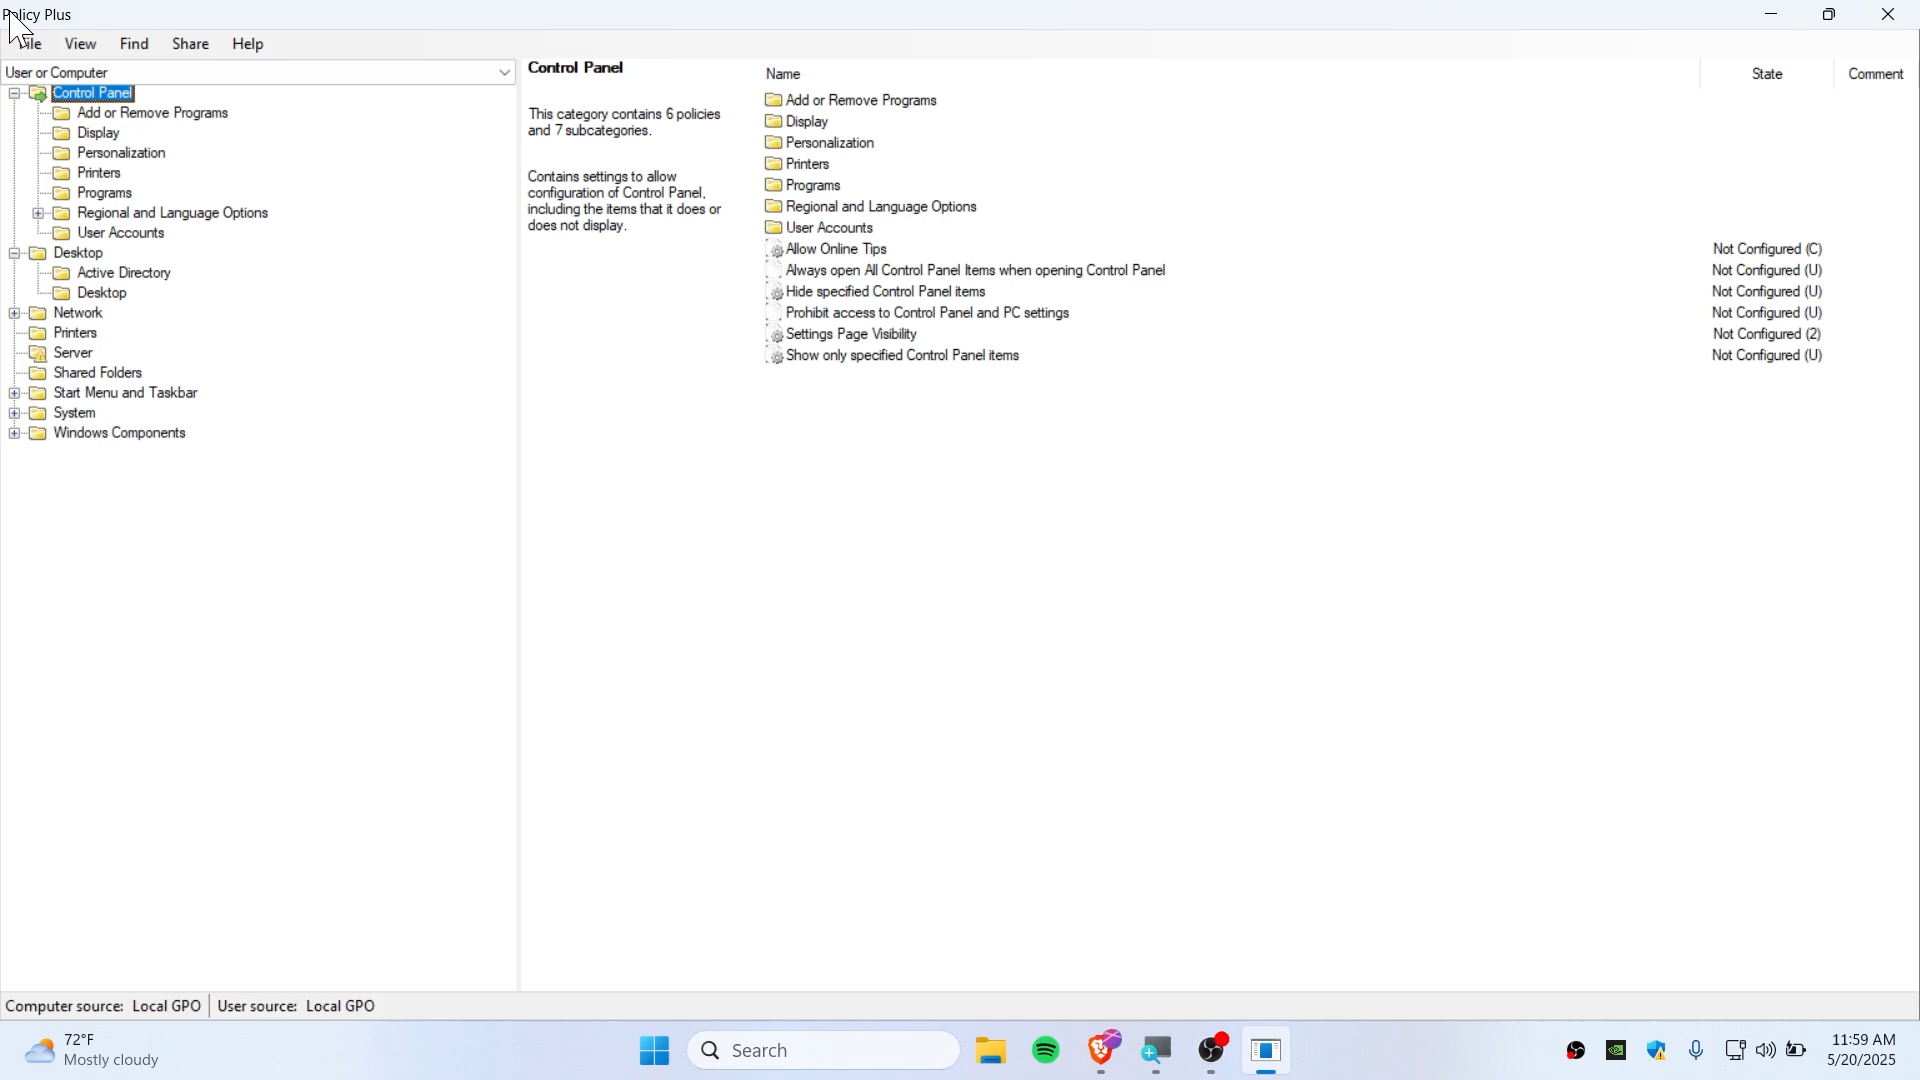 Policy Plus
File View Find Share Help
User or Computer
Control Panel
Add or Remove Programs
Display
Personalization
Printers
Programs
Regional and Language Options
User Accounts
Desktop
Active Directory
Desktop
Network
Printers
Server
Shared Folders
Start Menu and Taskbar
System
Windows Components
Control Panel
This category contains 6 policies
and 7 subcategories.
Contains settings to allow
configuration of Control Panel,
including the items that it does or
does not display.
Name State Comment
Add or Remove Programs
Display
Personalization
Printers
Programs
Regional and Language Options
User Accounts
Allow Online Tips Not Configured (C)
Always open All Control Panel Items when opening Control Panel Not Configured (U)
Hide specified Control Panel items Not Configured (U)
Prohibit access to Control Panel and PC settings Not Configured (U)
Settings Page Visibility Not Configured (2)
Show only specified Control Panel items Not Configured (U)
Computer source: Local GPO User source: Local GPO
72°F
Mostly cloudy
Search
11:59 AM
5/20/2025